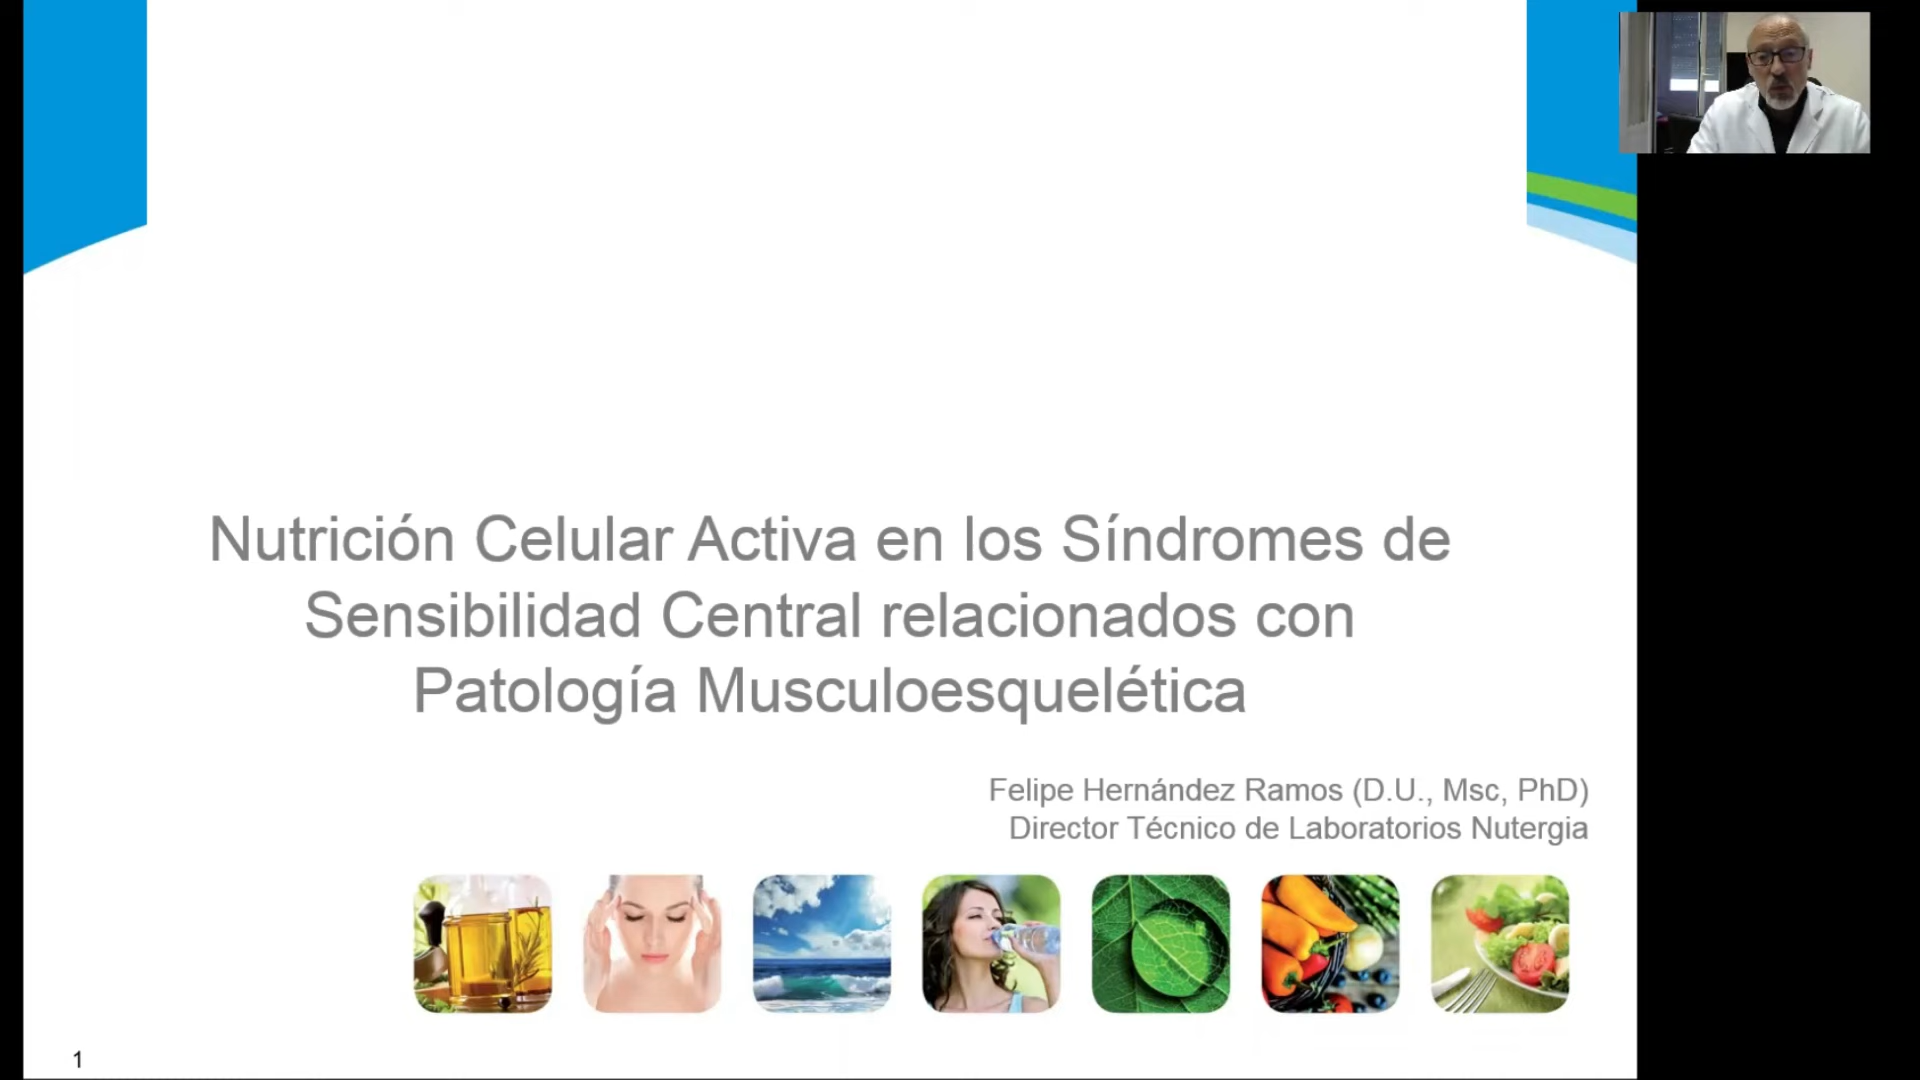 Nutrición Celular Activa en los Síndromes de
Sensibilidad Central relacionados con
Patología Musculoesquelética
Felipe Hernández Ramos (D.U., Msc, PhD)
Director Técnico de Laboratorios Nutergia
1